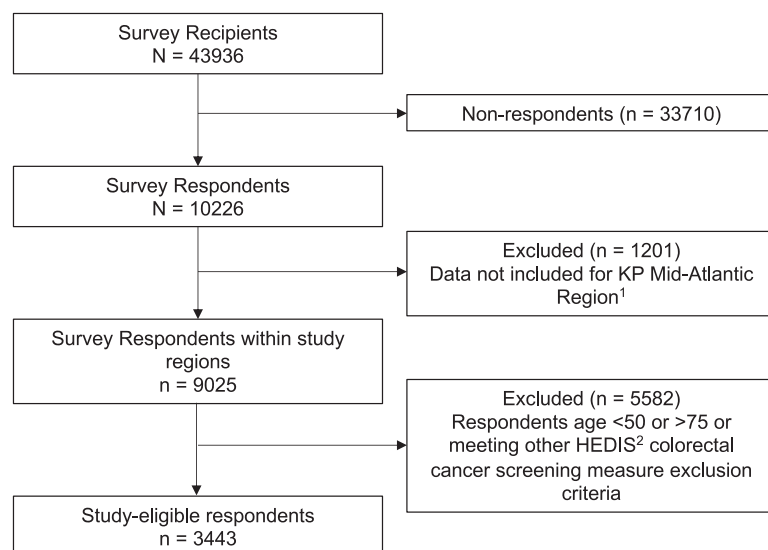 Survey Recipients
N = 43936
Non-respondents (n = 33710)
Survey Respondents
N = 10226
Excluded (n = 1201)
Data not included for KP Mid-Atlantic
Region¹
Survey Respondents within study
regions
n = 9025
Excluded (n = 5582)
Respondents age <50 or >75 or
meeting other HEDIS² colorectal
cancer screening measure exclusion
criteria
Study-eligible respondents
n = 3443